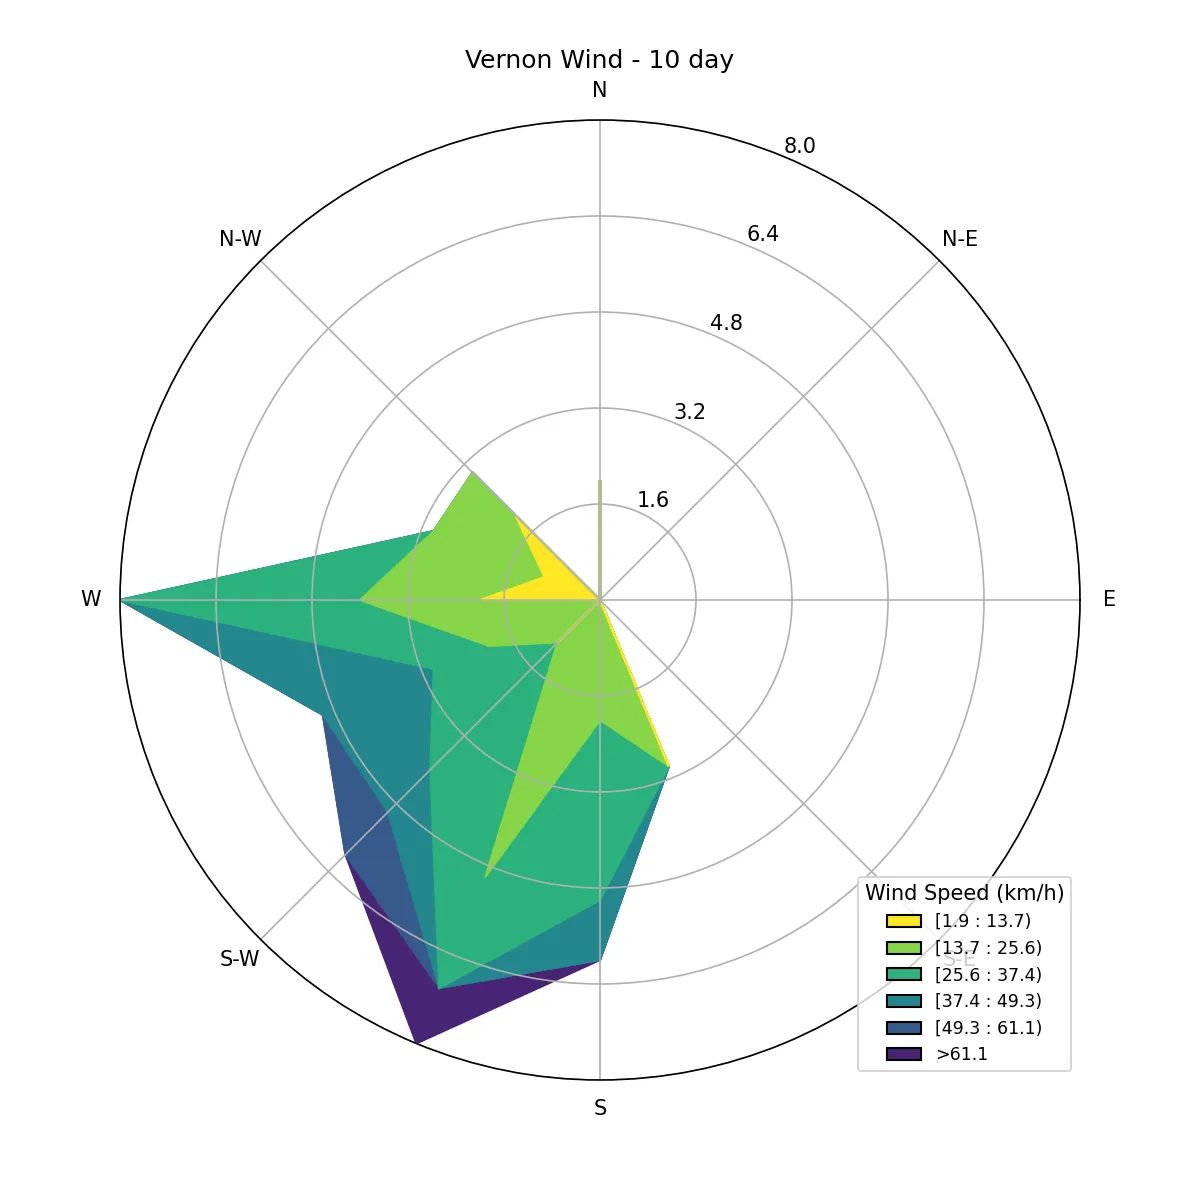 Vernon Wind - 10 day
N
8.0
N-W
N-E
6.4
4.8
3.2
1.6
W
E
S-W
S-E
S
Wind Speed (km/h)
[1.9 : 13.7)
[13.7 : 25.6)
[25.6 : 37.4)
[37.4 : 49.3)
[49.3 : 61.1)
>61.1